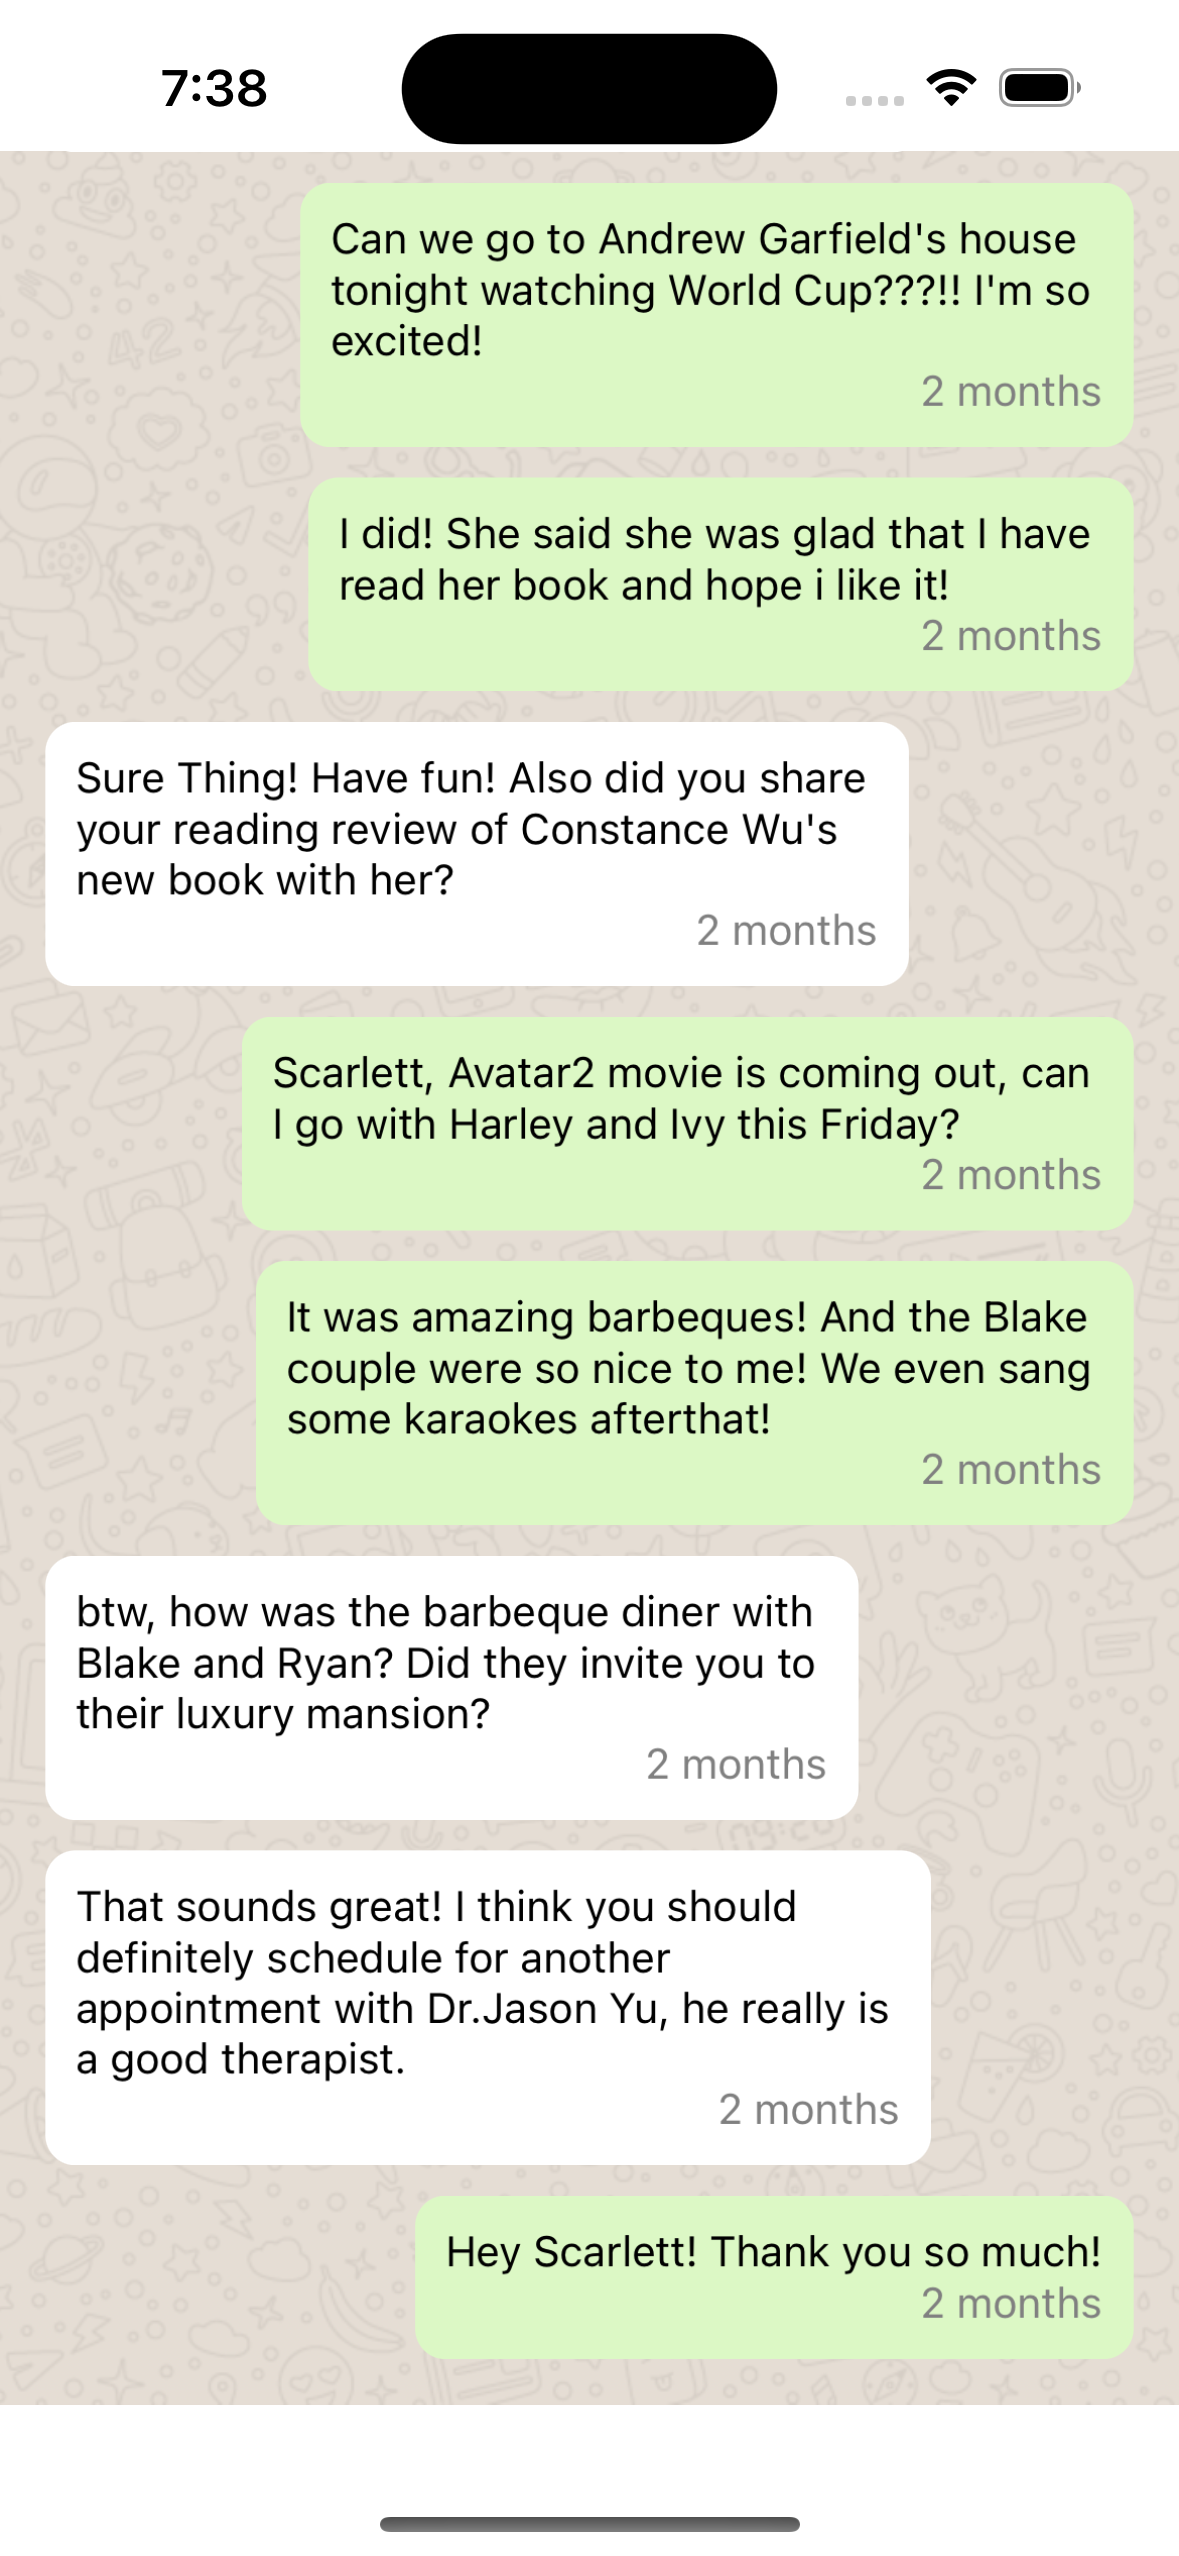 7:38
Can we go to Andrew Garfield's house
tonight watching World Cup???!! I'm so
excited!
2 months
I did! She said she was glad that I have
read her book and hope i like it!
2 months
Sure Thing! Have fun! Also did you share
your reading review of Constance Wu's
new book with her?
2 months
Scarlett, Avatar2 movie is coming out, can
I go with Harley and Ivy this Friday?
2 months
It was amazing barbeques! And the Blake
couple were so nice to me! We even sang
some karaokes afterthat!
2 months
btw, how was the barbeque diner with
Blake and Ryan? Did they invite you to
their luxury mansion?
2 months
That sounds great! I think you should
definitely schedule for another
appointment with Dr.Jason Yu, he really is
a good therapist.
2 months
Hey Scarlett! Thank you so much!
2 months